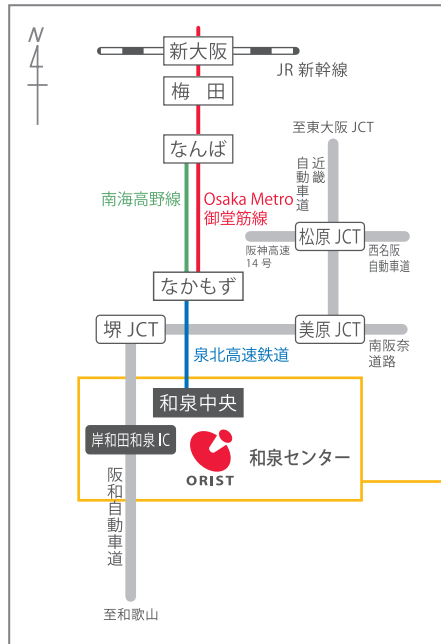 N
新大阪
JR 新幹線
梅 田
至東大阪 JCT
なんば
近畿
自動車道
南海高野線
Osaka Metro
御堂筋線
松原 JCT
阪神高速
14 号
西名阪
自動車道
なかもず
堺 JCT
美原 JCT
南阪奈
道路
泉北高速鉄道
和泉中央
岸和田和泉 IC
和泉センター
ORIST
阪和自動車道
至和歌山